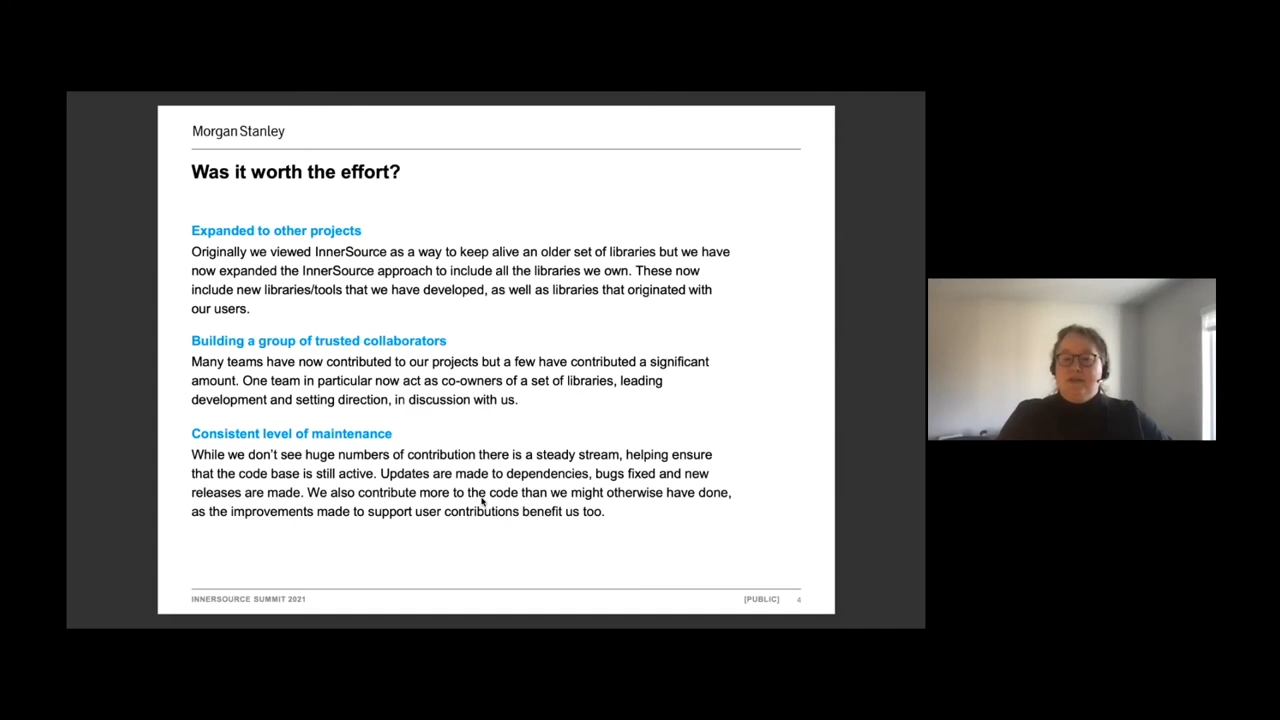 Morgan Stanley
Was it worth the effort?
Expanded to other projects
Originally we viewed InnerSource as a way to keep alive an older set of libraries but we have
now expanded the InnerSource approach to include all the libraries we own. These now
include new libraries/tools that we have developed, as well as libraries that originated with
our users.
Building a group of trusted collaborators
Many teams have now contributed to our projects but a few have contributed a significant
amount. One team in particular now act as co-owners of a set of libraries, leading
development and setting direction, in discussion with us.
Consistent level of maintenance
While we don't see huge numbers of contribution there is a steady stream, helping ensure
that the code base is still active. Updates are made to dependencies, bugs fixed and new
releases are made. We also contribute more to the code than we might otherwise have done,
as the improvements made to support user contributions benefit us too.
INNERSOURCE SUMMIT 2021 [PUBLIC] 4